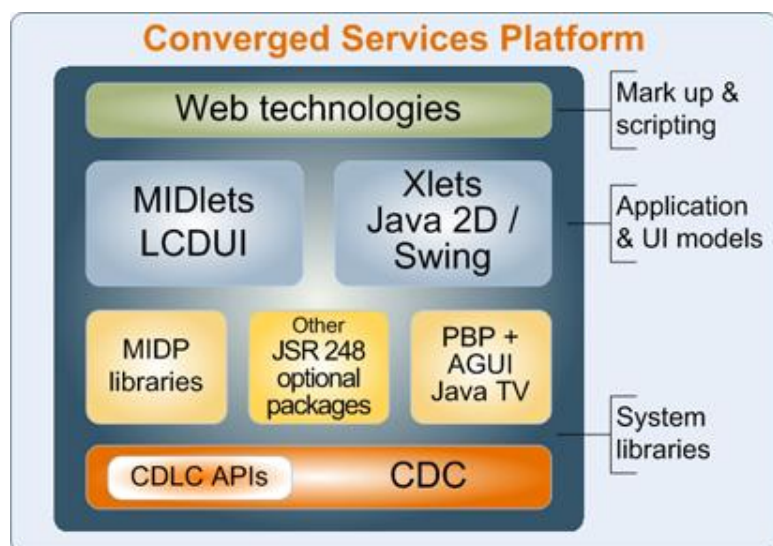 Converged Services Platform
Web technologies
Mark up &
scripting
MIDlets
LCDUI
Xlets
Java 2D /
Swing
Application
& UI models
MIDP
libraries
Other
JSR 248
optional
packages
PBP +
AGUI
Java TV
System
libraries
CDLC APIs
CDC